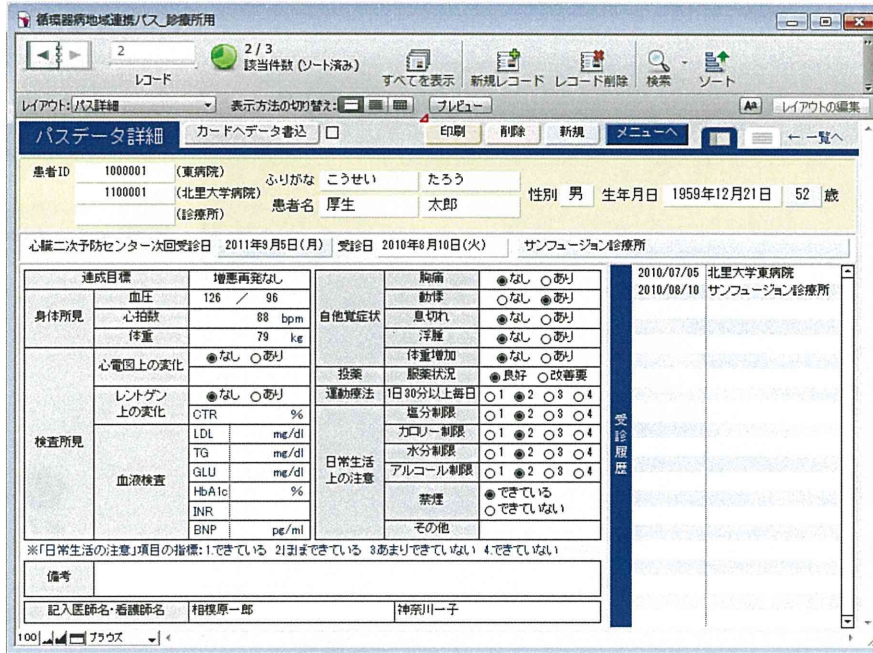 循環器病地域連携パス_診療所用
2
レコード
2 / 3
該当件数 (ソート済み)
すべてを表示 新規レコード レコード削除 検索 ソート
レイアウト: パス詳細 表示方法の切り替え: プレビュー Aa レイアウトの編集
パスデータ詳細 カードへデータ書込 印刷 削除 新規 メニューへ ←一覧へ
患者ID 1000001 (東病院)
1100001 (北里大学病院)
(診療所)
ふりがな こうせい たろう
患者名 厚生 太郎
性別 男 生年月日 1959年12月21日 52 歳
心臓二次予防センター次回受診日 2011年9月5日(月) 受診日 2010年8月10日(火) サンフュージョン診療所
達成目標 増悪再発なし
身体所見
血圧 126 / 96
心拍数 88 bpm
体重 79 kg
検査所見
心電図上の変化 なし あり
レントゲン上の変化 なし あり
CTR %
血液検査
LDL mg/dl
TG mg/dl
GLU mg/dl
HbA1c %
INR
BNP pg/ml
自他覚症状
胸痛 なし あり
動悸 なし あり
息切れ なし あり
浮腫 なし あり
体重増加 なし あり
投薬 服薬状況 良好 改善要
運動療法 1日30分以上毎日 1 2 3 4
日常生活上の注意
塩分制限 1 2 3 4
カロリー制限 1 2 3 4
水分制限 1 2 3 4
アルコール制限 1 2 3 4
禁煙 できている
できていない
その他
受診履歴
2010/07/05 北里大学東病院
2010/08/10 サンフュージョン診療所
※「日常生活の注意」項目の指標: 1.できている 2ほぼできている 3あまりできていない 4.できていない
備考
記入医師名・看護師名 相模原一郎 神奈川一子
100 ブラウズ